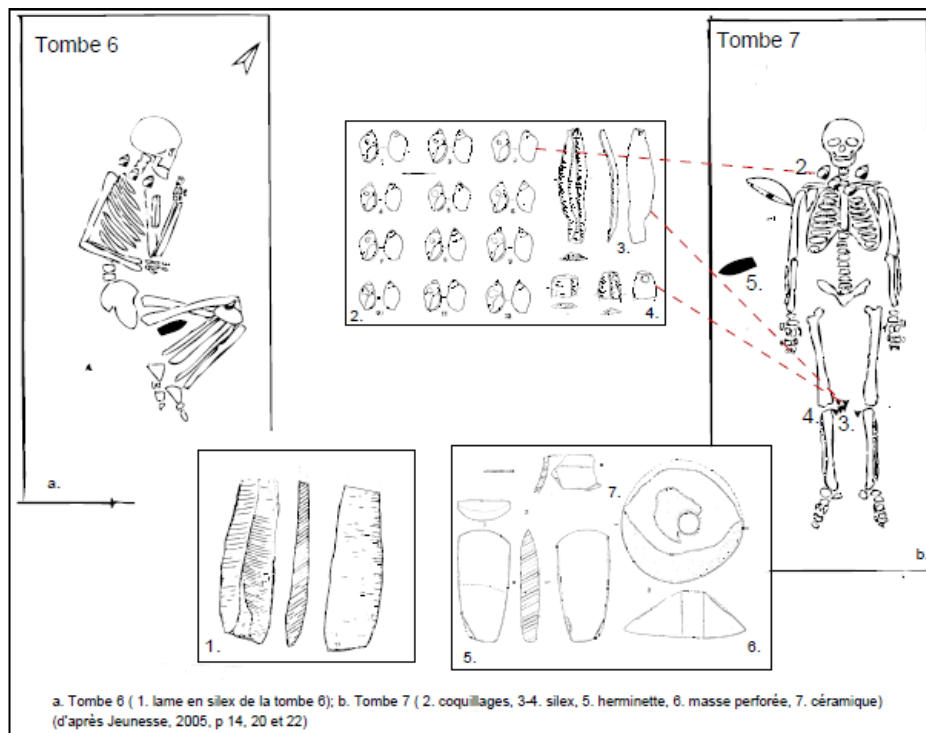 Tombe 6
Tombe 7
2.
3.
4.
2.
5.
4.
3.
a.
b.
1.
7.
5.
6.
a. Tombe 6 ( 1. lame en silex de la tombe 6); b. Tombe 7 ( 2. coquillages, 3-4. silex, 5. herminette, 6. masse perforée, 7. céramique)
(d'après Jeunesse, 2005, p 14, 20 et 22)